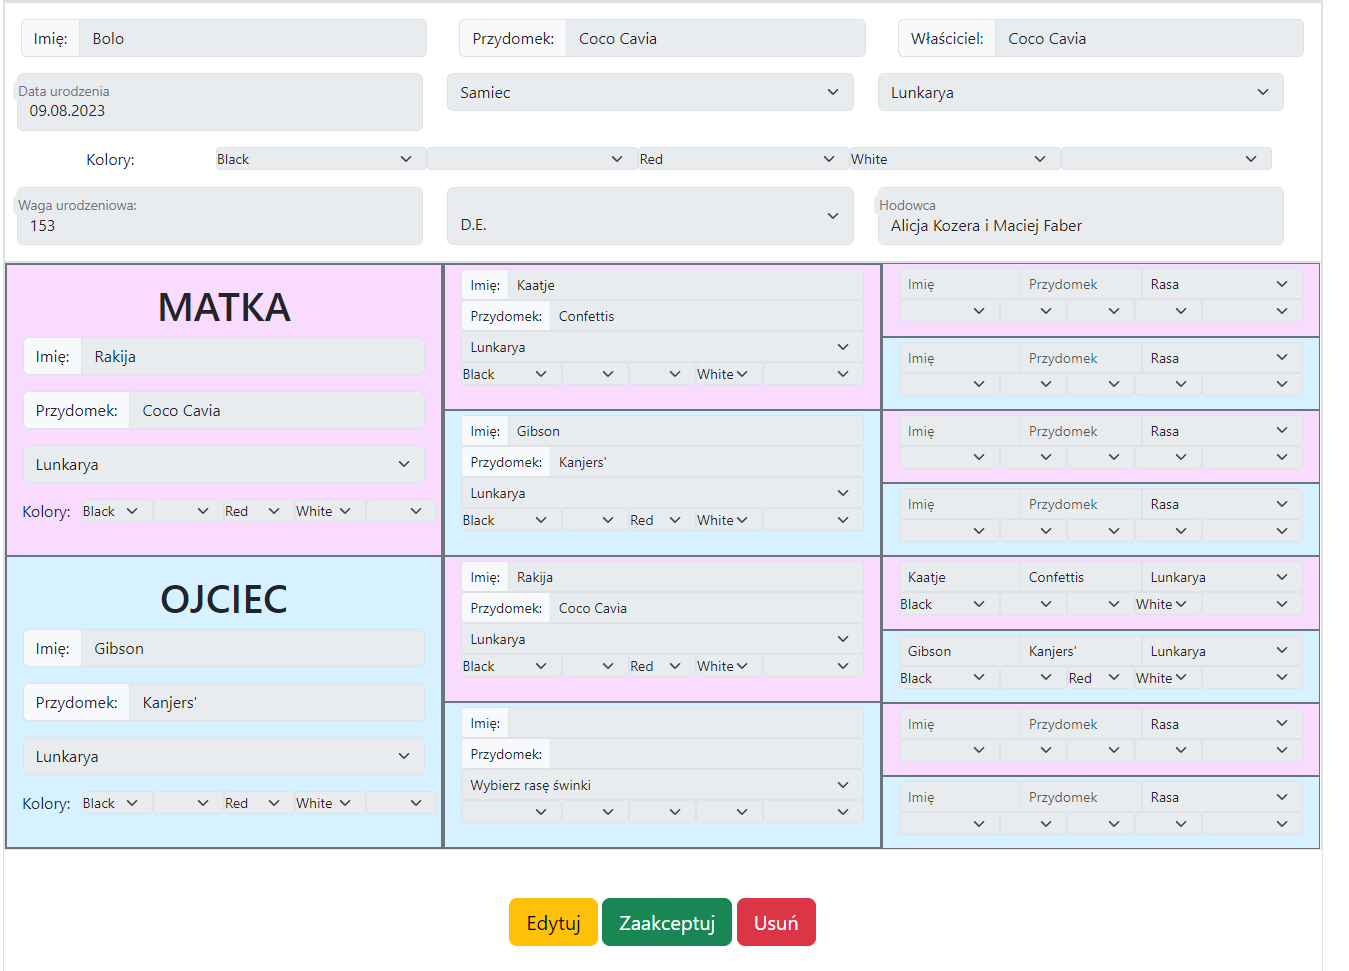 Imię: Bolo Przydomek: Coco Cavia Właściciel: Coco Cavia
Data urodzenia
09.08.2023 Samiec Lunkarya
Kolory: Black Red White
Waga urodzeniowa:
153 D.E. Hodowca
Alicja Kozera i Maciej Faber
MATKA
Imię: Rakija
Przydomek: Coco Cavia
Lunkarya
Kolory: Black Red White
OJCIEC
Imię: Gibson
Przydomek: Kanjers'
Lunkarya
Kolory: Black Red White
Imię: Kaatje
Przydomek: Confettis
Lunkarya
Black White
Imię: Gibson
Przydomek: Kanjers'
Lunkarya
Black Red White
Imię: Rakija
Przydomek: Coco Cavia
Lunkarya
Black Red White
Imię:
Przydomek:
Wybierz rasę świnki
Imię Przydomek Rasa
Imię Przydomek Rasa
Imię Przydomek Rasa
Imię Przydomek Rasa
Kaatje Confettis Lunkarya
Black White
Gibson Kanjers' Lunkarya
Black Red White
Imię Przydomek Rasa
Imię Przydomek Rasa
Edytuj Zaakceptuj Usuń